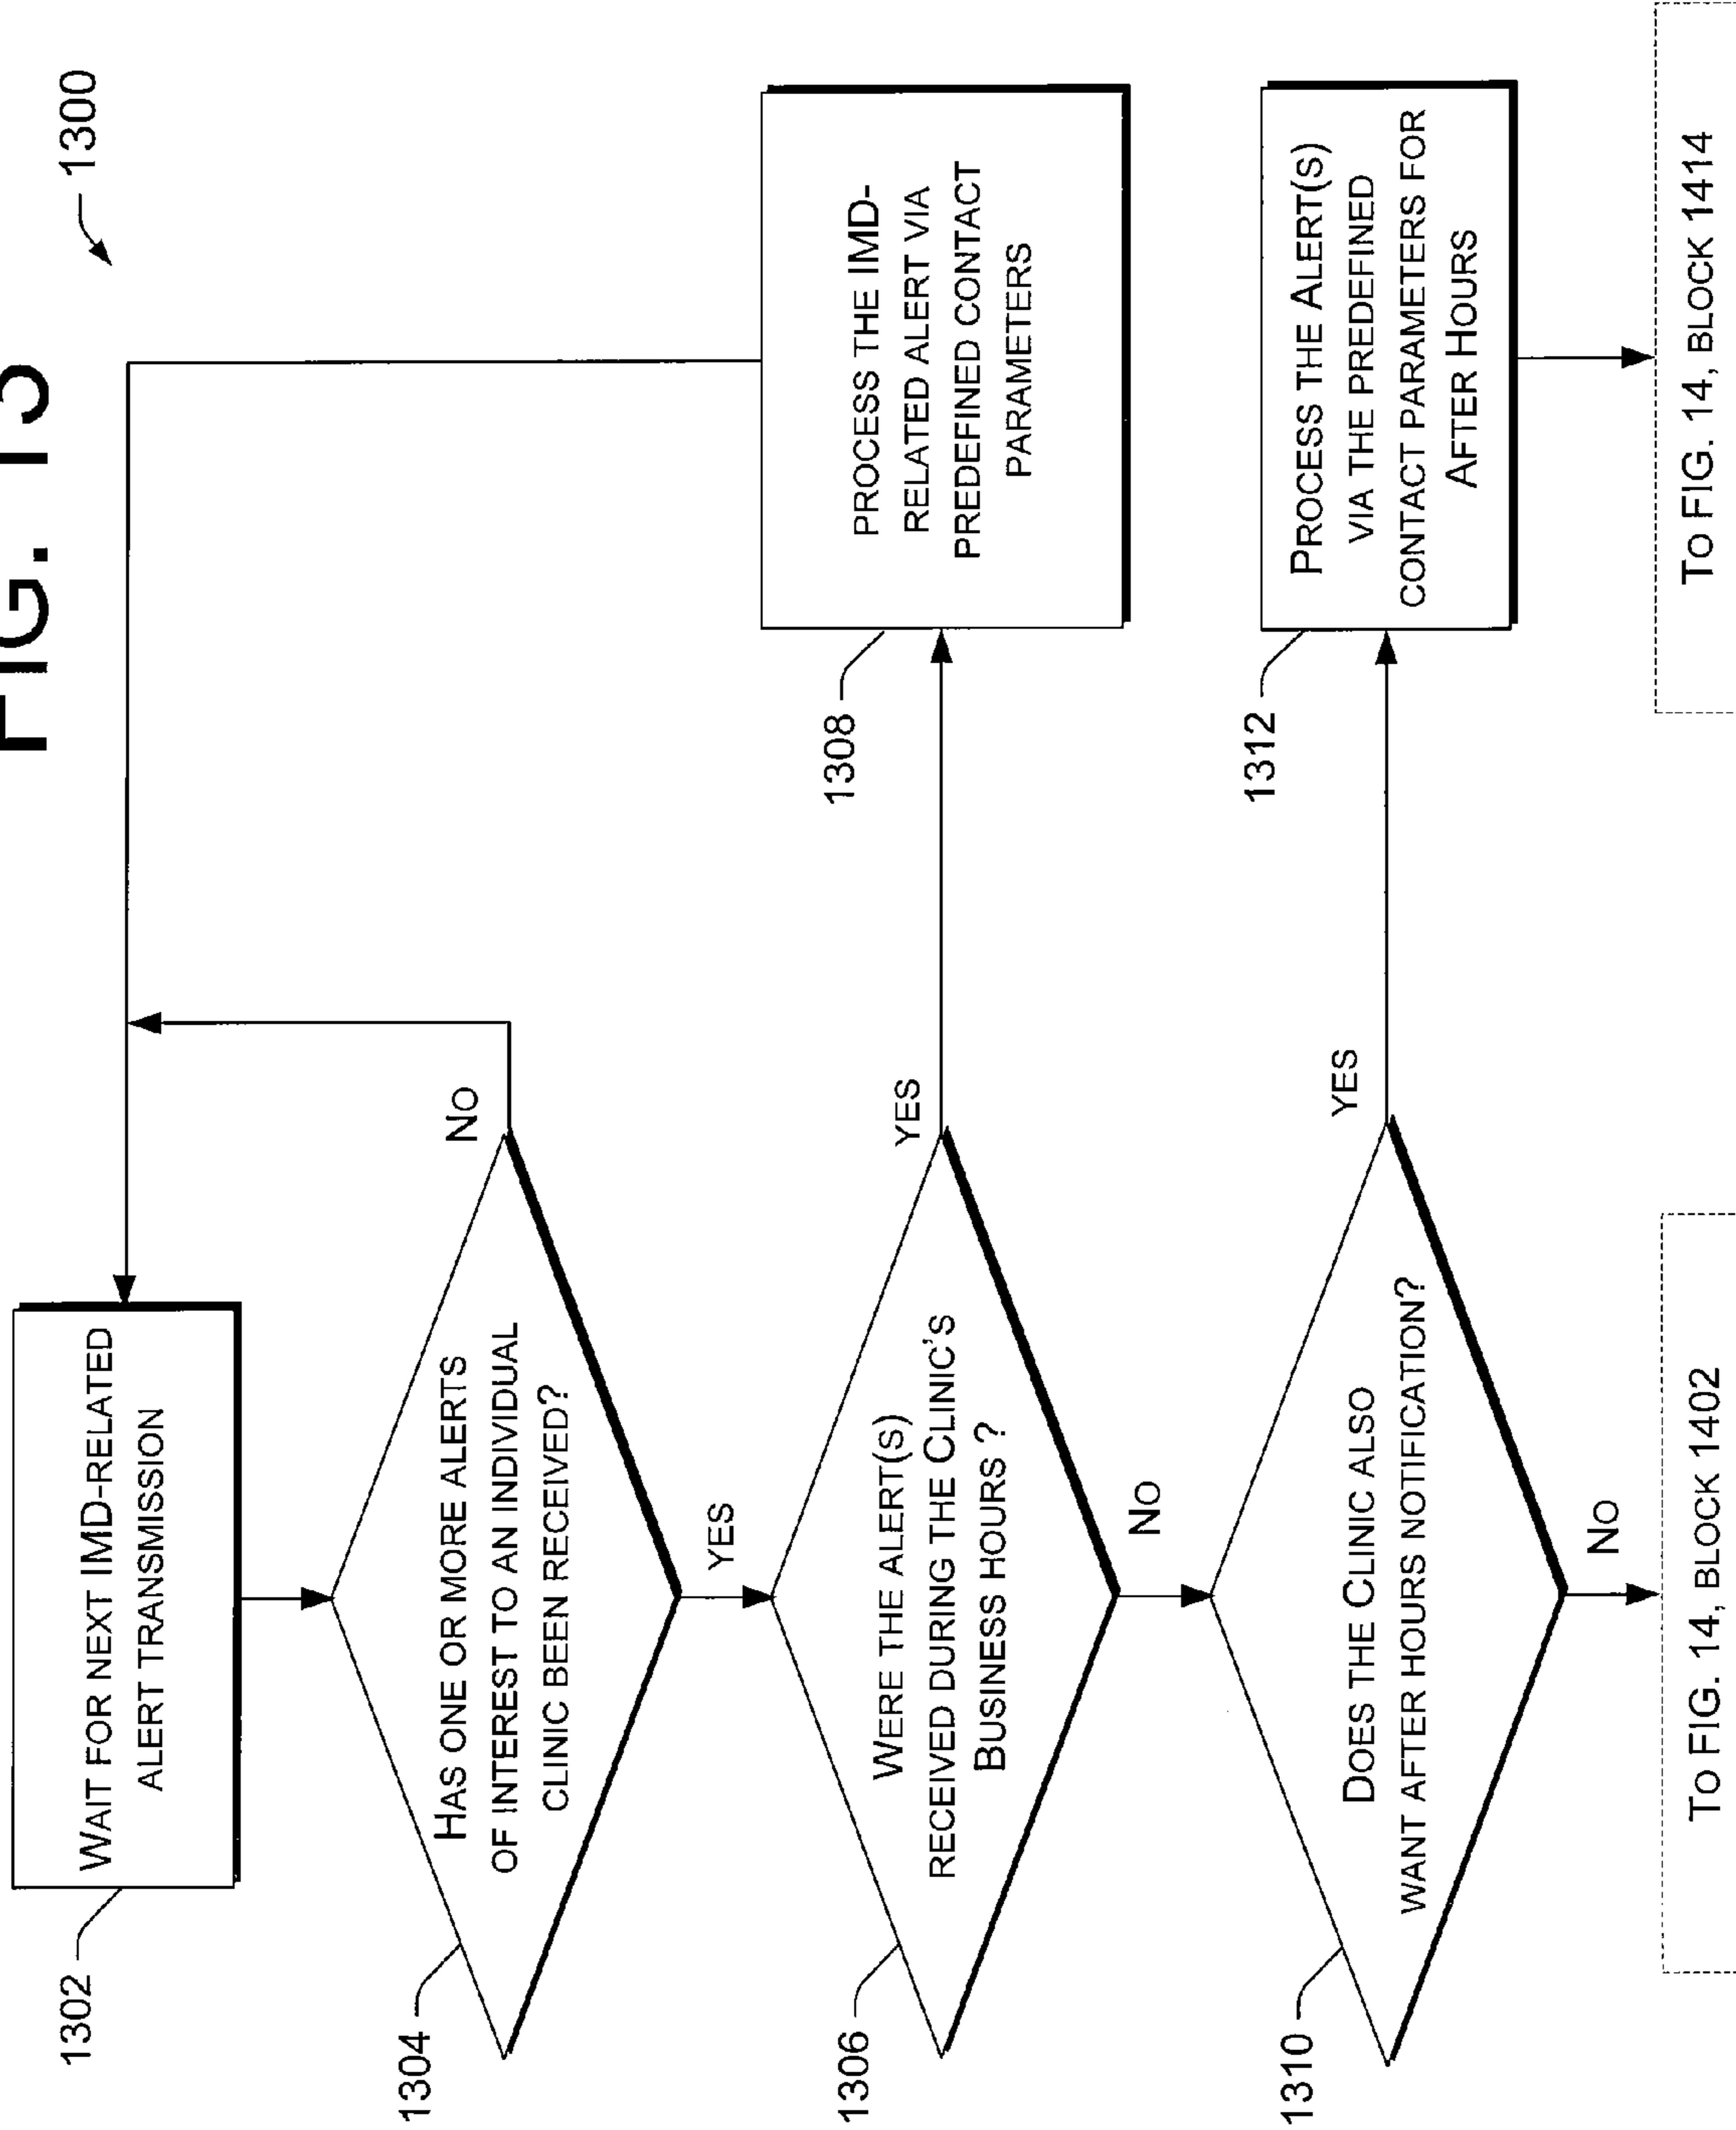 FIG. 13
1300
1302
WAIT FOR NEXT IMD-RELATED
ALERT TRANSMISSION
1304
HAS ONE OR MORE ALERTS
OF INTEREST TO AN INDIVIDUAL
CLINIC BEEN RECEIVED?
NO
YES
1306
WERE THE ALERT(S)
RECEIVED DURING THE CLINIC'S
BUSINESS HOURS ?
YES
1308
PROCESS THE IMD-
RELATED ALERT VIA
PREDEFINED CONTACT
PARAMETERS
NO
1310
DOES THE CLINIC ALSO
WANT AFTER HOURS NOTIFICATION?
YES
1312
PROCESS THE ALERT(S)
VIA THE PREDEFINED
CONTACT PARAMETERS FOR
AFTER HOURS
NO
TO FIG. 14, BLOCK 1402
TO FIG. 14, BLOCK 1414